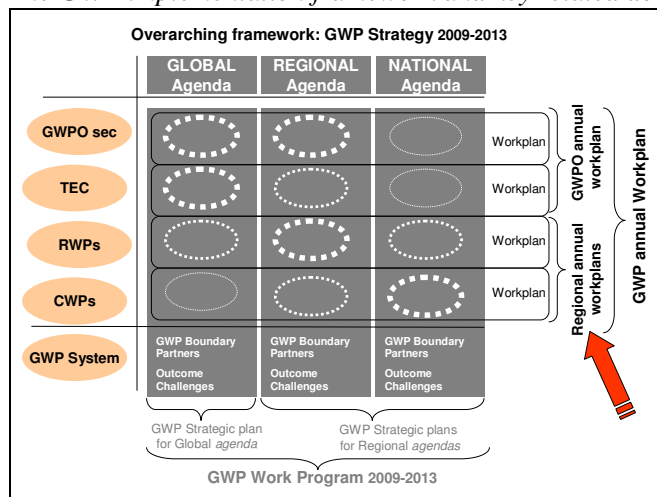 Overarching framework: GWP Strategy 2009-2013
GLOBAL
Agenda
REGIONAL
Agenda
NATIONAL
Agenda
GWPO sec
Workplan
TEC
Workplan
RWPs
Workplan
CWPs
Workplan
GWPO annual
workplan
Regional annual
workplans
GWP annual Workplan
GWP System
GWP Boundary
Partners
Outcome
Challenges
GWP Boundary
Partners
Outcome
Challenges
GWP Boundary
Partners
Outcome
Challenges
GWP Strategic plan
for Global agenda
GWP Strategic plans
for Regional agendas
GWP Work Program 2009-2013